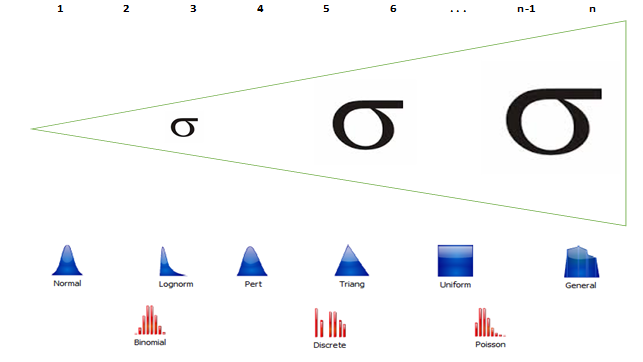 1 2 3 4 5 6 ... n-1 n
σ σ σ
Normal Lognorm Pert Triang Uniform General
Binomial Discrete Poisson